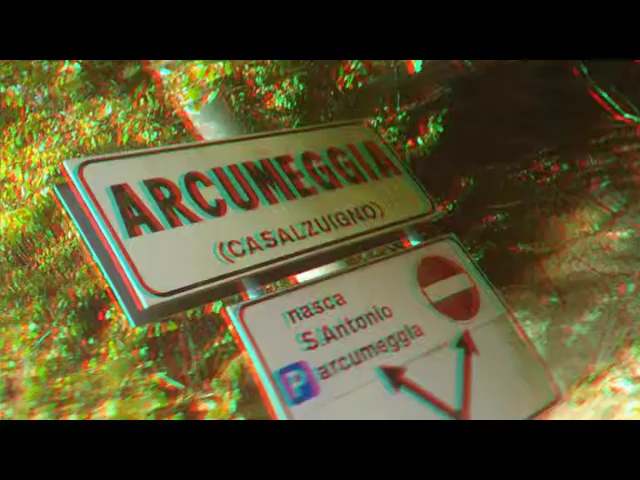 ARCUMEGGIA
(CASALZUIGNO)
nasca
S.Antonio
P arcumeggia